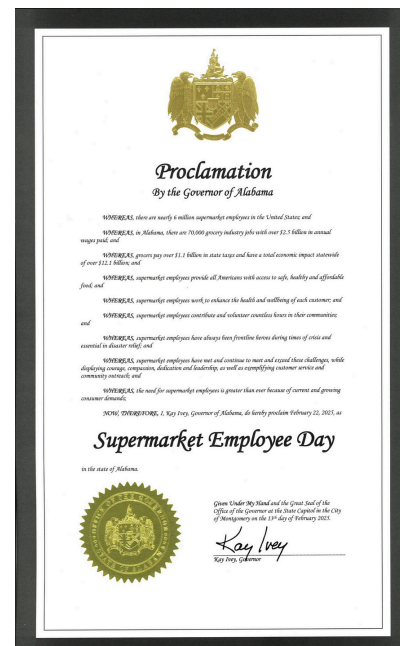 Proclamation
By the Governor of Alabama
WHEREAS, there are nearly 6 million supermarket employees in the United States; and
WHEREAS, in Alabama, there are 70,000 grocery industry jobs with over $2.5 billion in annual
wages paid; and
WHEREAS, grocers pay over $1.1 billion in state taxes and have a total economic impact statewide
of over $12.1 billion; and
WHEREAS, supermarket employees provide all Americans with access to safe, healthy and affordable
food; and
WHEREAS, supermarket employees work to enhance the health and wellbeing of each customer; and
WHEREAS, supermarket employees contribute and volunteer countless hours in their communities;
and
WHEREAS, supermarket employees have always been frontline heroes during times of crisis and
essential in disaster relief; and
WHEREAS, supermarket employees have met and continue to meet and exceed these challenges, while
displaying courage, compassion, dedication and leadership, as well as exemplifying customer service and
community outreach; and
WHEREAS, the need for supermarket employees is greater than ever because of current and growing
consumer demands;
NOW, THEREFORE, I, Kay Ivey, Governor of Alabama, do hereby proclaim February 22, 2025, as
Supermarket Employee Day
in the state of Alabama.
Given Under My Hand and the Great Seal of the
Office of the Governor at the State Capitol in the City
of Montgomery on the 13th day of February 2025.
Kay Ivey
Kay Ivey, Governor